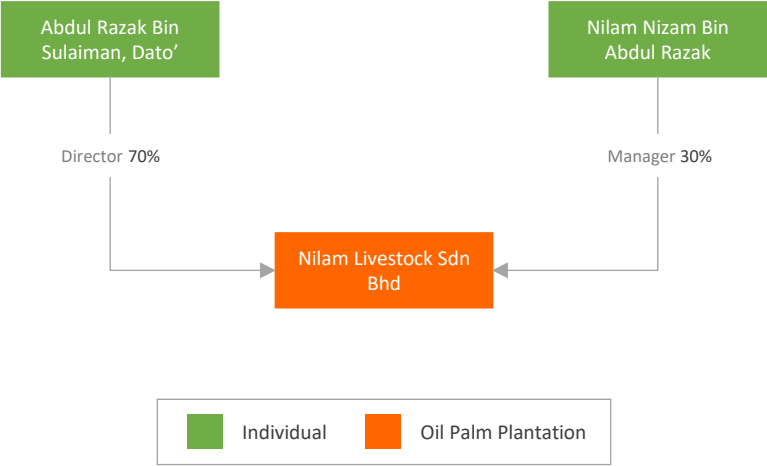 Abdul Razak Bin
Sulaiman, Dato’
Nilam Nizam Bin
Abdul Razak
Director 70%
Manager 30%
Nilam Livestock Sdn
Bhd
Individual
Oil Palm Plantation